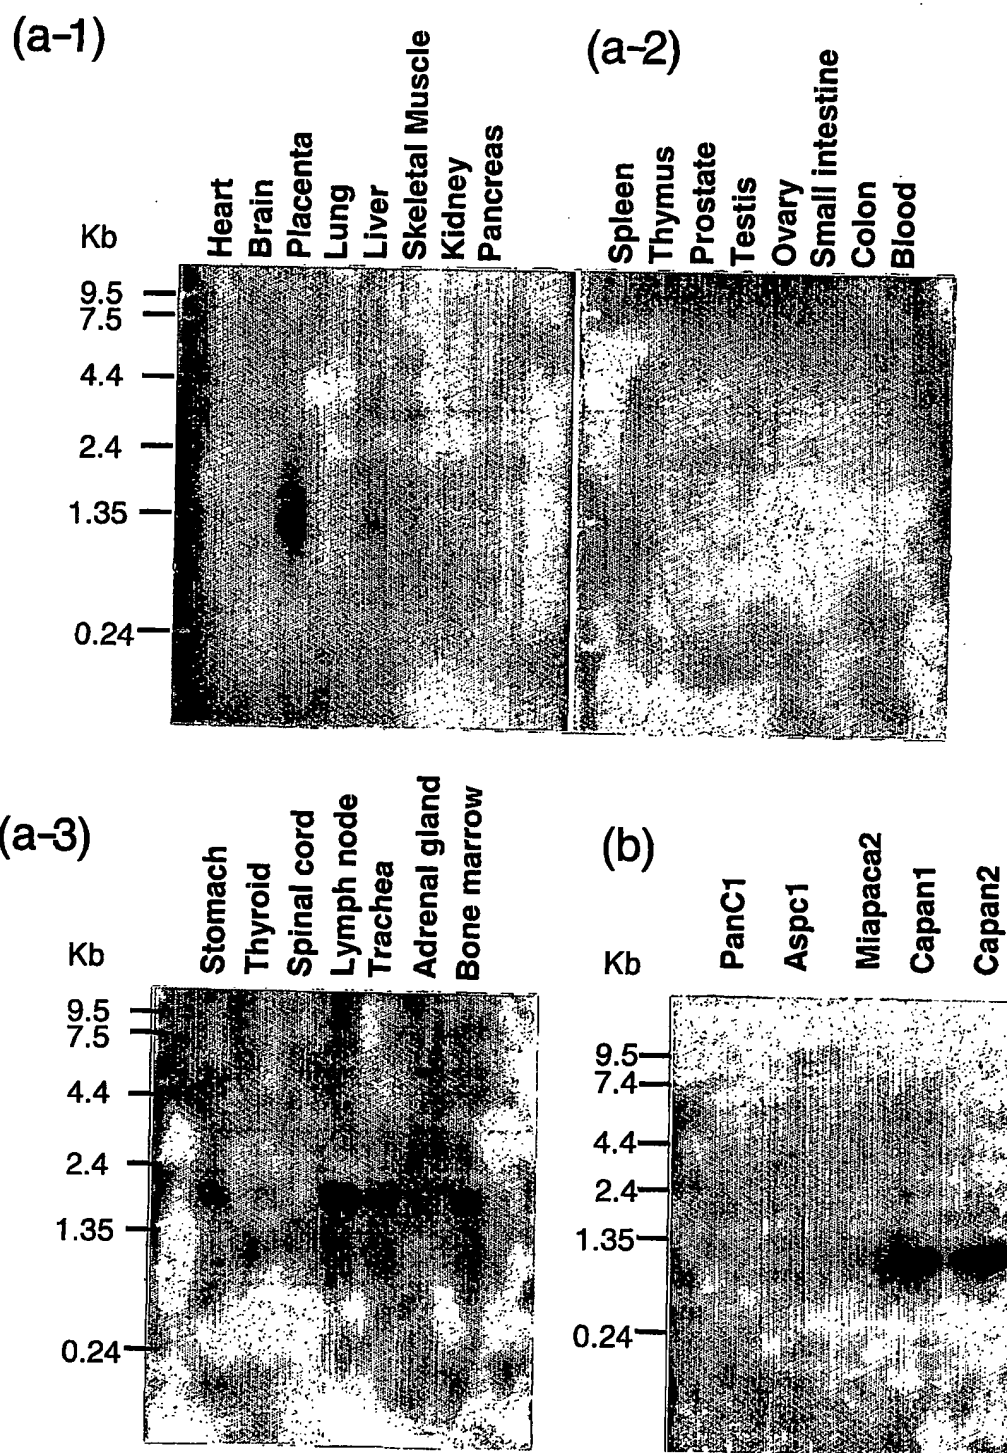 (a-1)
Kb
Heart
Brain
Placenta
Lung
Liver
Skeletal Muscle
Kidney
Pancreas
9.5
7.5
4.4
2.4
1.35
0.24
(a-2)
Spleen
Thymus
Prostate
Testis
Ovary
Small intestine
Colon
Blood
(a-3)
Kb
Stomach
Thyroid
Spinal cord
Lymph node
Trachea
Adrenal gland
Bone marrow
9.5
7.5
4.4
2.4
1.35
0.24
(b)
Kb
PanC1
Aspc1
Miapaca2
Capan1
Capan2
9.5
7.4
4.4
2.4
1.35
0.24